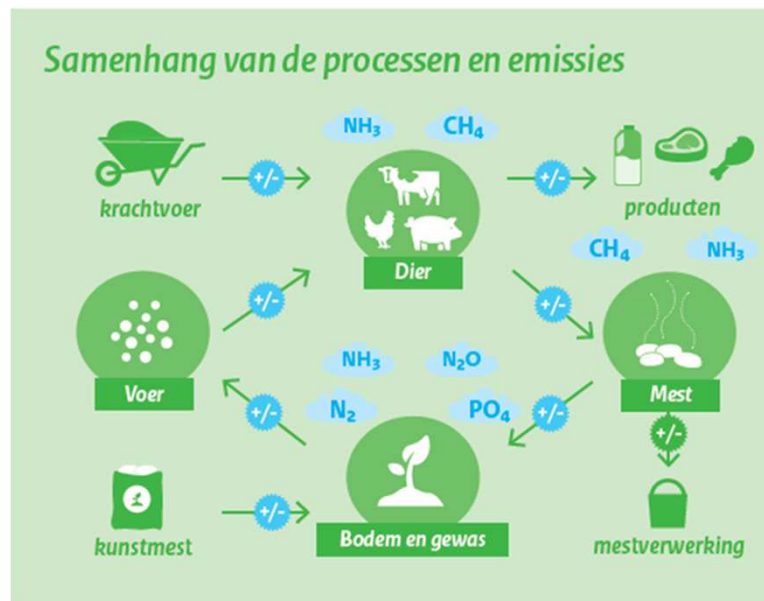 Samenhang van de processen en emissies
NH₃
CH₄
krachtvoer
+/-
+/-
producten
Dier
CH₄
NH₃
+/-
+/-
Voer
NH₃
N₂O
N₂
PO₄
Mest
+/-
+/-
+/-
kunstmest
+/-
Bodem en gewas
mestverwerking